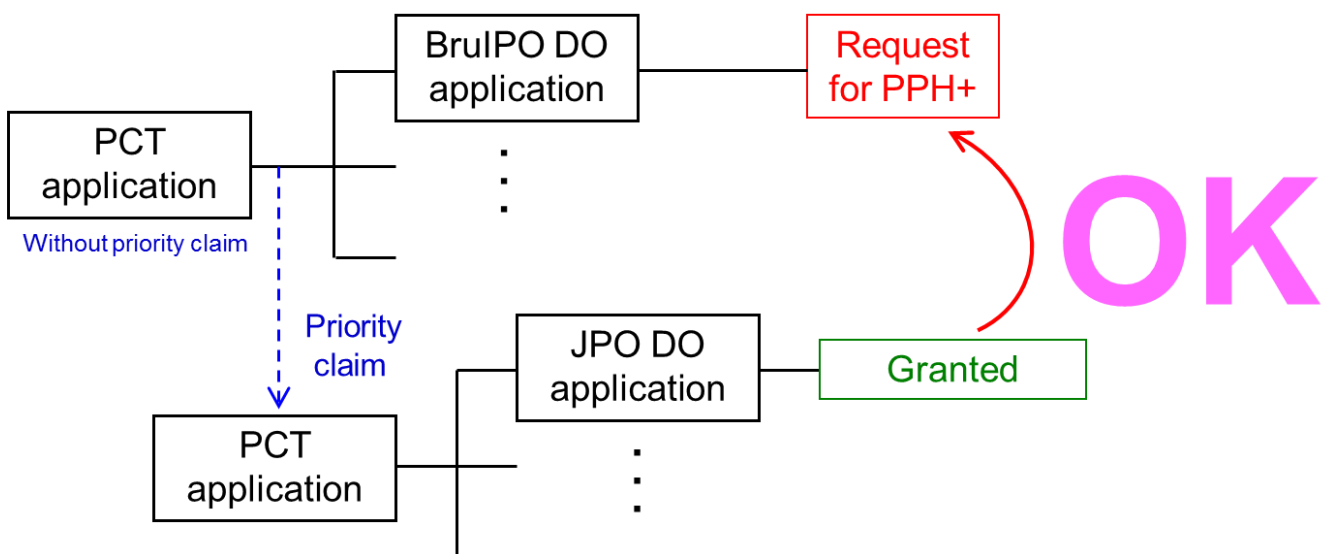 BruIPO DO
application
Request
for PPH+
PCT
application
Without priority claim
OK
Priority
claim
JPO DO
application
Granted
PCT
application